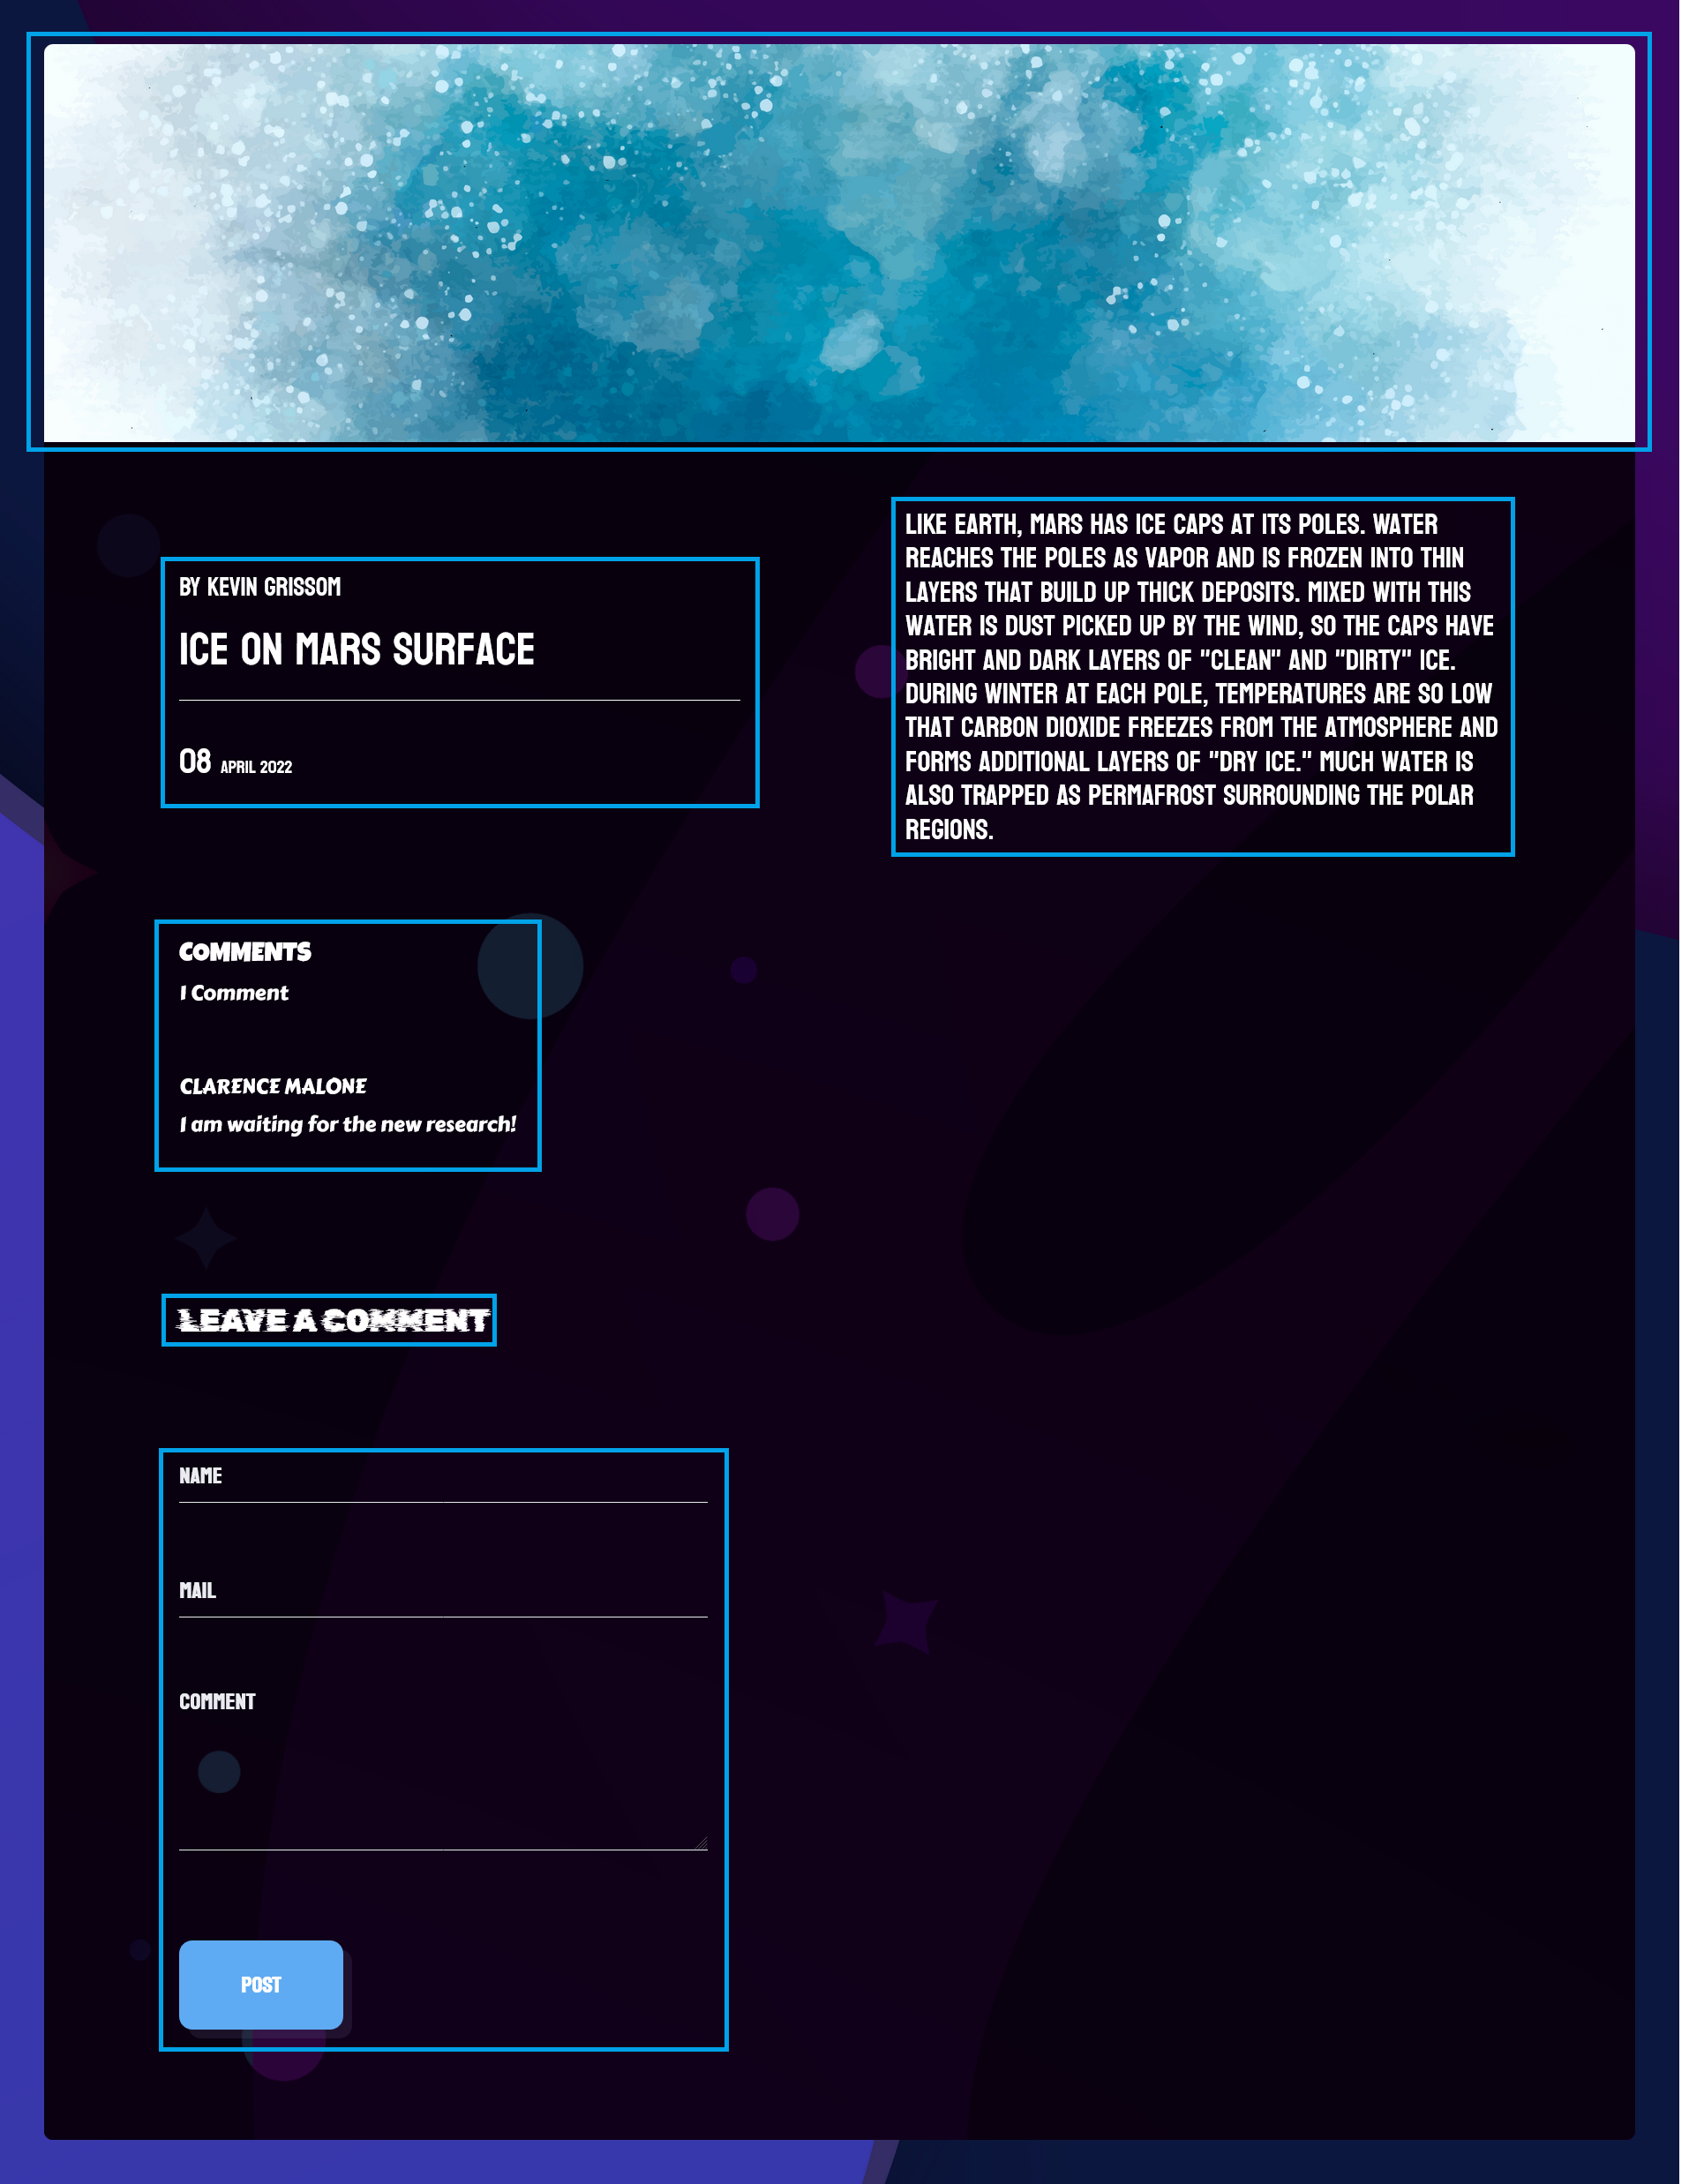 BY KEVIN GRISSOM
ICE ON MARS SURFACE
08 APRIL 2022
LIKE EARTH, MARS HAS ICE CAPS AT ITS POLES. WATER
REACHES THE POLES AS VAPOR AND IS FROZEN INTO THIN
LAYERS THAT BUILD UP THICK DEPOSITS. MIXED WITH THIS
WATER IS DUST PICKED UP BY THE WIND, SO THE CAPS HAVE
BRIGHT AND DARK LAYERS OF "CLEAN" AND "DIRTY" ICE.
DURING WINTER AT EACH POLE, TEMPERATURES ARE SO LOW
THAT CARBON DIOXIDE FREEZES FROM THE ATMOSPHERE AND
FORMS ADDITIONAL LAYERS OF "DRY ICE." MUCH WATER IS
ALSO TRAPPED AS PERMAFROST SURROUNDING THE POLAR
REGIONS.
COMMENTS
1 Comment
CLARENCE MALONE
I am waiting for the new research!
LEAVE A COMMENT
NAME
MAIL
COMMENT
POST